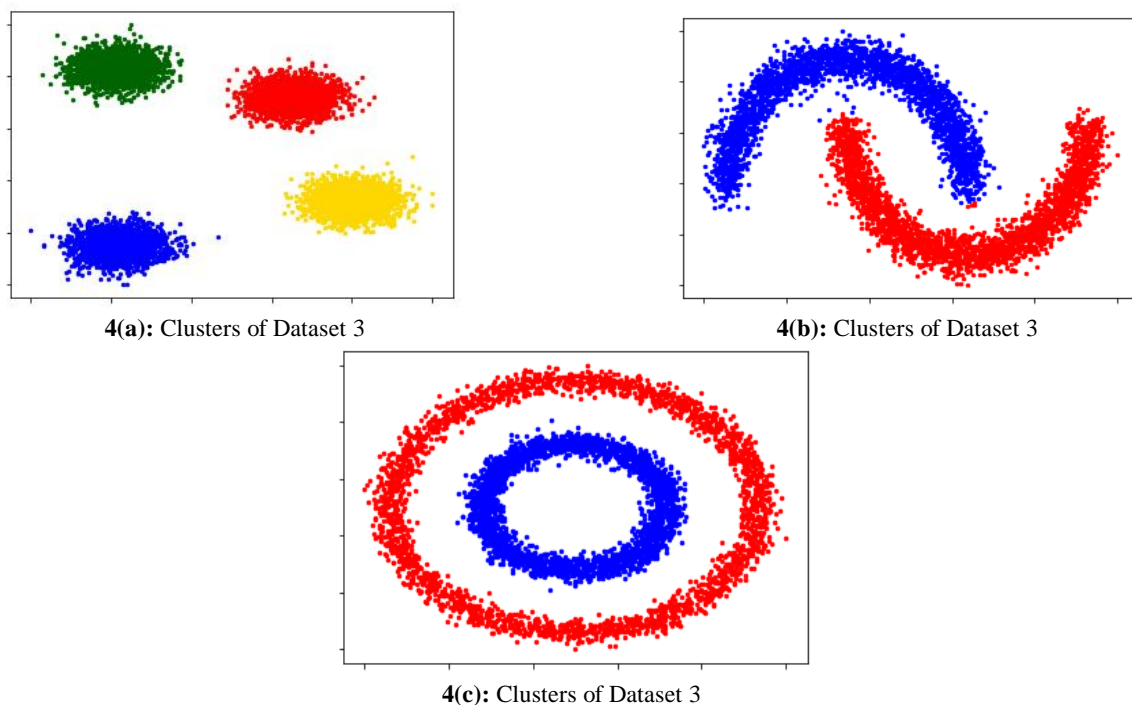 4(a): Clusters of Dataset 3
4(b): Clusters of Dataset 3
4(c): Clusters of Dataset 3